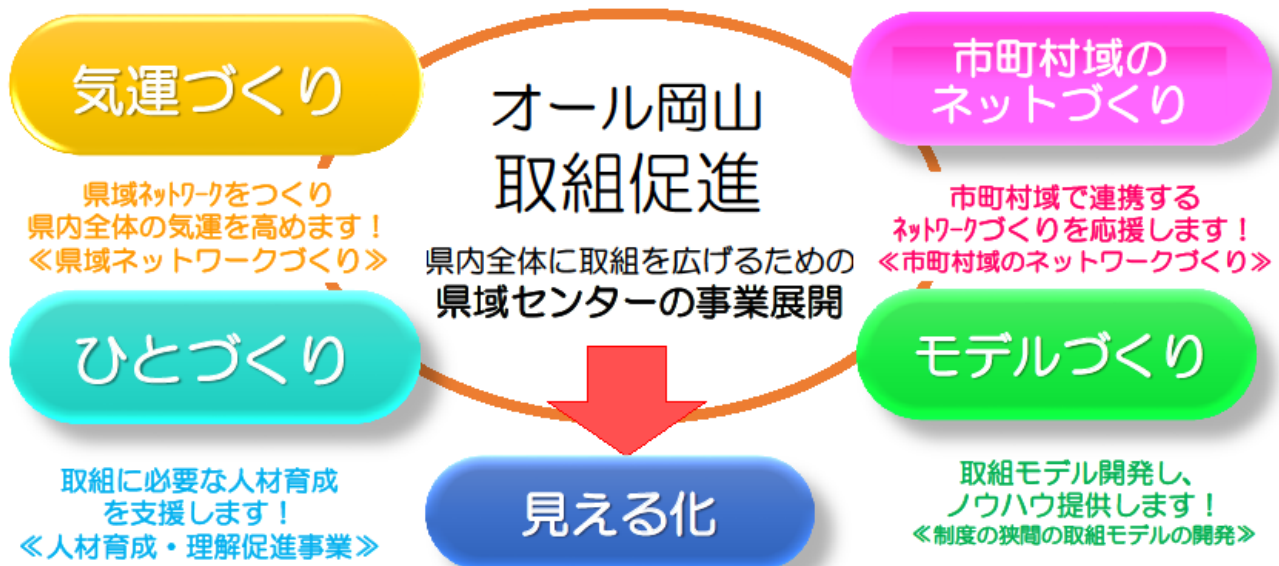 気運づくり
県域ネットワークをつくり
県内全体の気運を高めます！
≪県域ネットワークづくり≫
オール岡山
取組促進
県内全体に取組を広げるための
県域センターの事業展開
市町村域の
ネットづくり
市町村域で連携する
ネットワークづくりを応援します！
≪市町村域のネットワークづくり≫
ひとづくり
取組に必要な人材育成
を支援します！
≪人材育成・理解促進事業≫
見える化
モデルづくり
取組モデル開発し、
ノウハウ提供します！
≪制度の狭間の取組モデルの開発≫